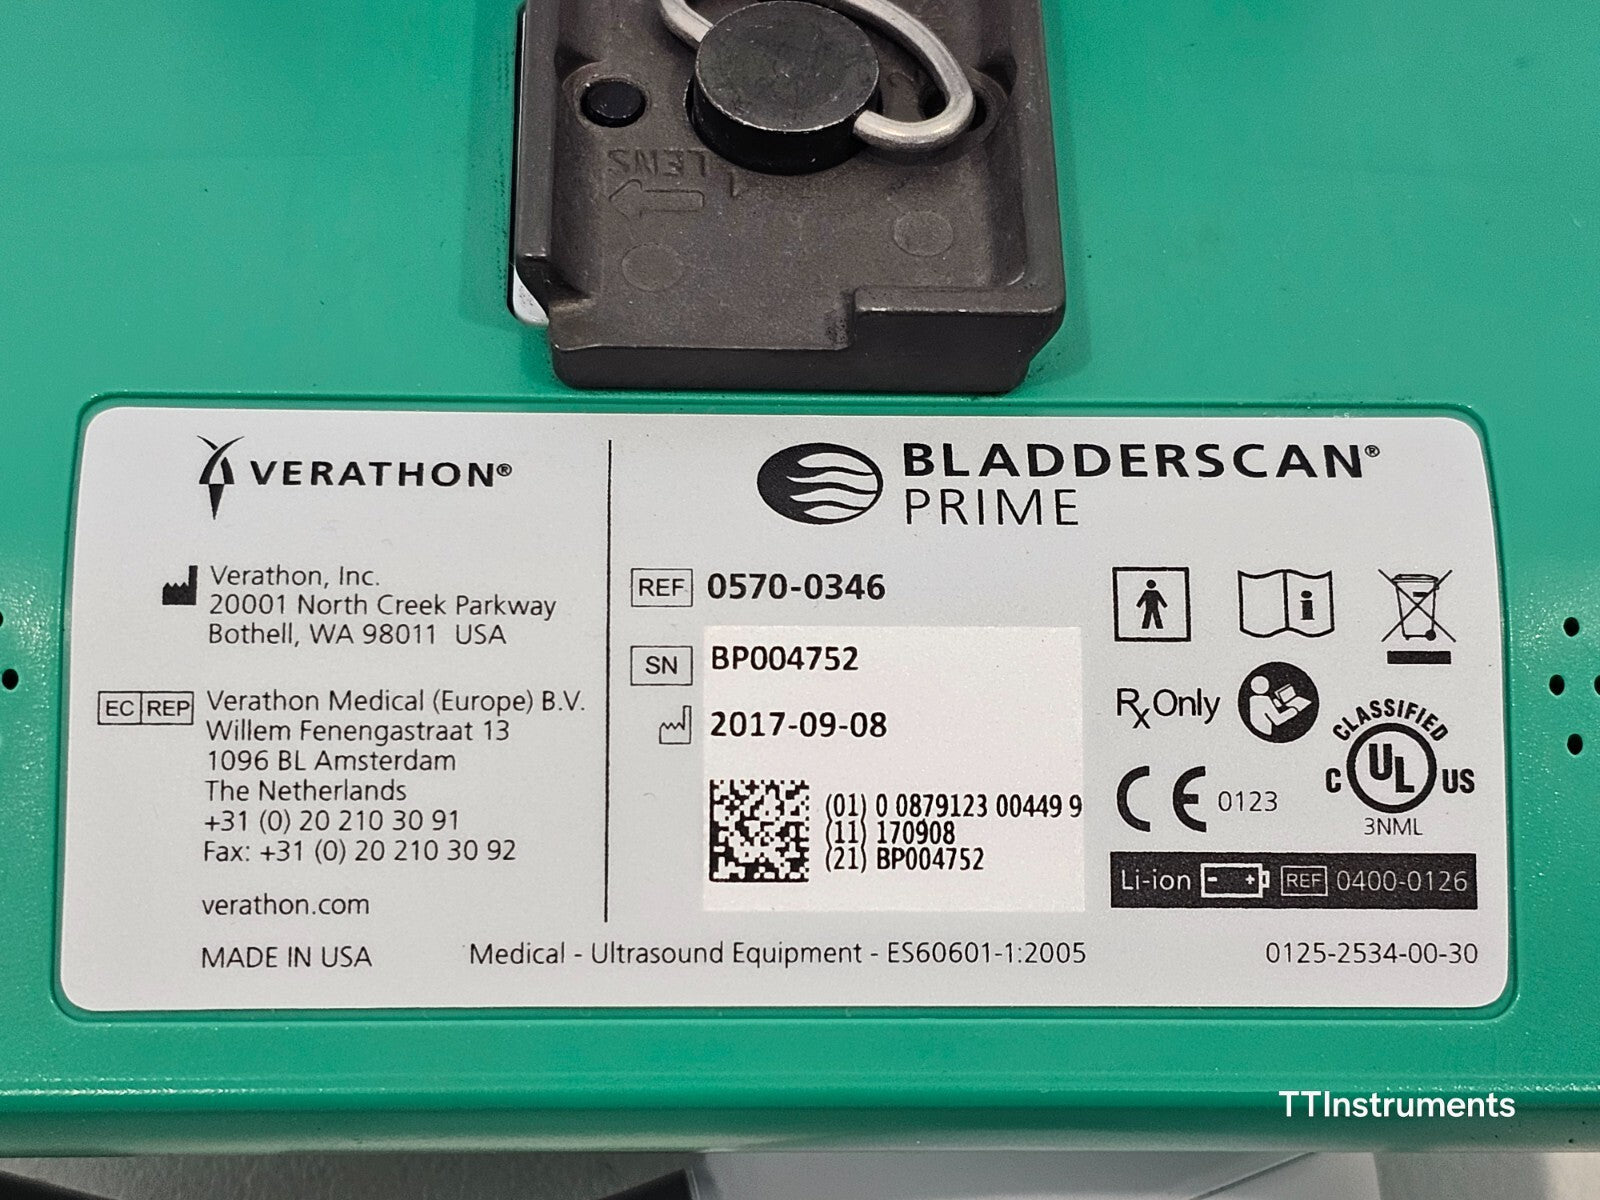 LENS
VERATHON®
Verathon, Inc.
20001 North Creek Parkway
Bothell, WA 98011 USA
EC REP
Verathon Medical (Europe) B.V.
Willem Fenengastraat 13
1096 BL Amsterdam
The Netherlands
+31 (0) 20 210 30 91
Fax: +31 (0) 20 210 30 92
verathon.com
MADE IN USA
BLADDERSCAN®
PRIME
REF 0570-0346
SN BP004752
2017-09-08
(01) 0 0879123 00449 9
(11) 170908
(21) BP004752
Rx Only
CE 0123
CLASSIFIED
C UL US
3NML
Li-ion - + REF 0400-0126
Medical - Ultrasound Equipment - ES60601-1:2005
0125-2534-00-30
TTInstruments